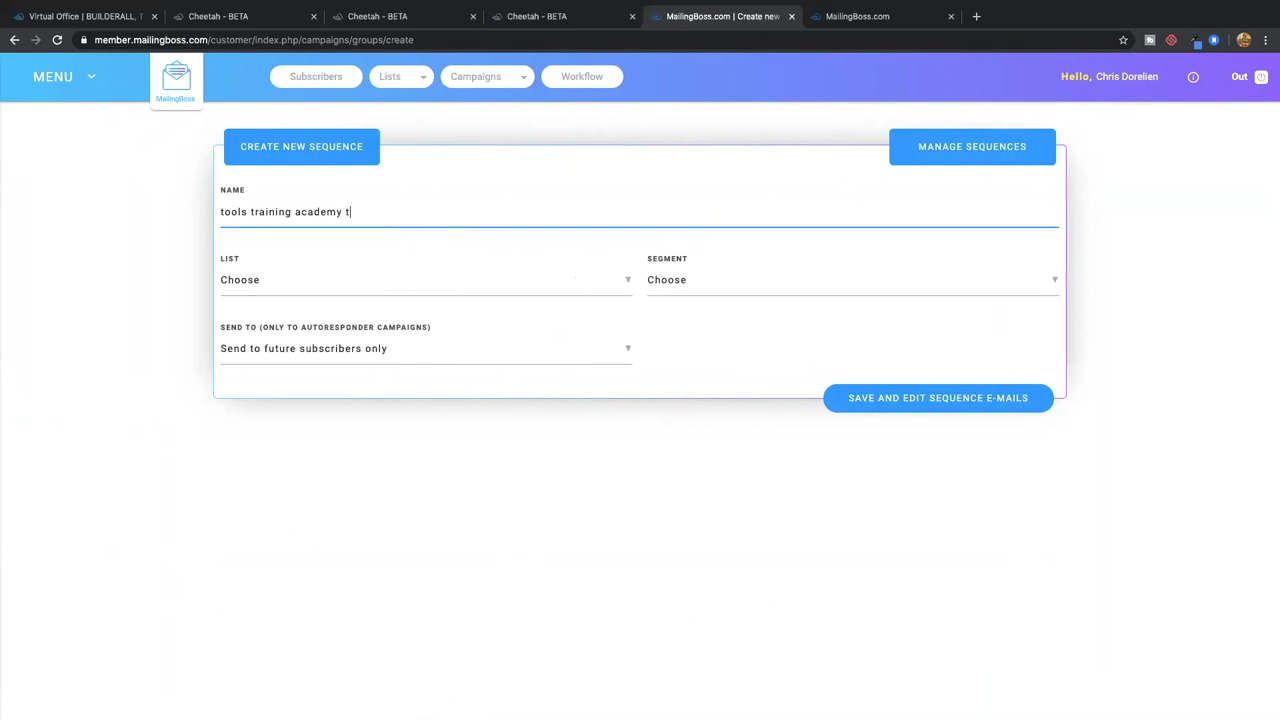 Virtual Office | BUILDERALL, T
Cheetah - BETA
Cheetah - BETA
Cheetah - BETA
MailingBoss.com | Create new
MailingBoss.com
member.mailingboss.com/customer/index.php/campaigns/groups/create
MENU
MailingBoss
Subscribers
Lists
Campaigns
Workflow
Hello, Chris Dorelien
Out
CREATE NEW SEQUENCE
MANAGE SEQUENCES
NAME
tools training academy t
LIST
SEGMENT
Choose
Choose
SEND TO (ONLY TO AUTORESPONDER CAMPAIGNS)
Send to future subscribers only
SAVE AND EDIT SEQUENCE E-MAILS